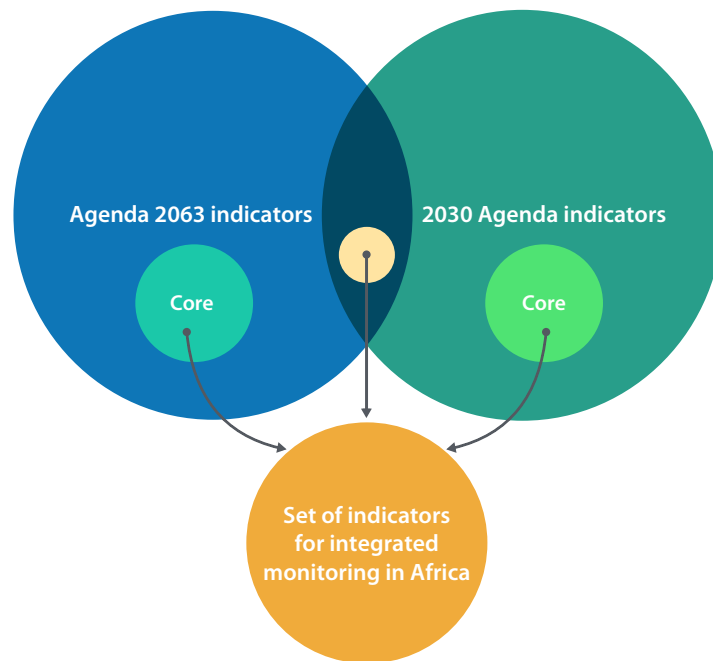 Agenda 2063 indicators
2030 Agenda indicators
Core
Core
Set of indicators
for integrated
monitoring in Africa